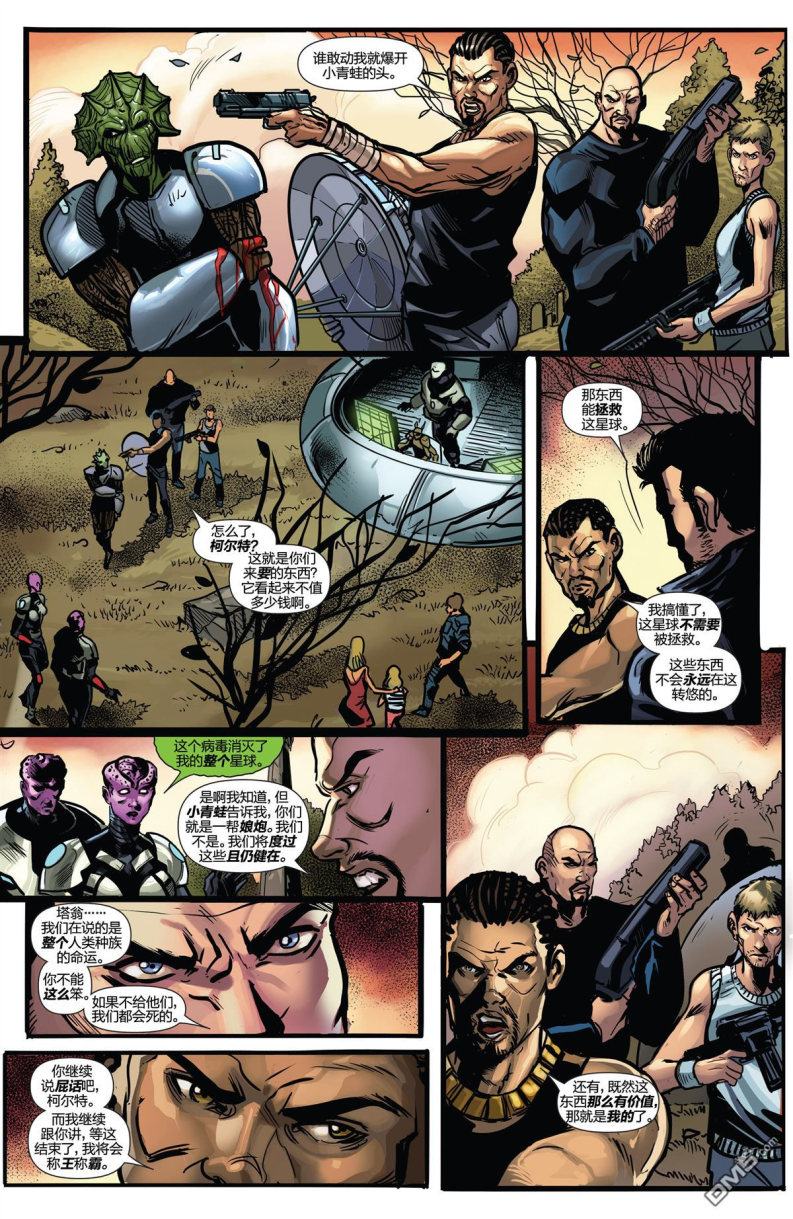 谁敢动我就爆开
小青蛙的头。
怎么了，
柯尔特？
这就是你们
来要的东西？
它看起来不值
多少钱啊。
那东西
能拯救
这星球。
我搞懂了，
这星球不需要
被拯救。
这些东西
不会永远在这
转悠的。
这个病毒消灭了
我的整个星球。
是啊我知道，但
小青蛙告诉我，你们
就是一帮娘炮。我们
不是。我们将度过
这些且仍健在。
塔翁……
我们在说的是
整个人类种族
的命运。
你不能
这么笨。
如果不给他们，
我们都会死的。
你继续
说屁话吧，
柯尔特。
而我继续
跟你讲，等这
结束了，我将会
称王称霸。
还有，既然这
东西那么有价值，
那就是我的了。
DM5.com